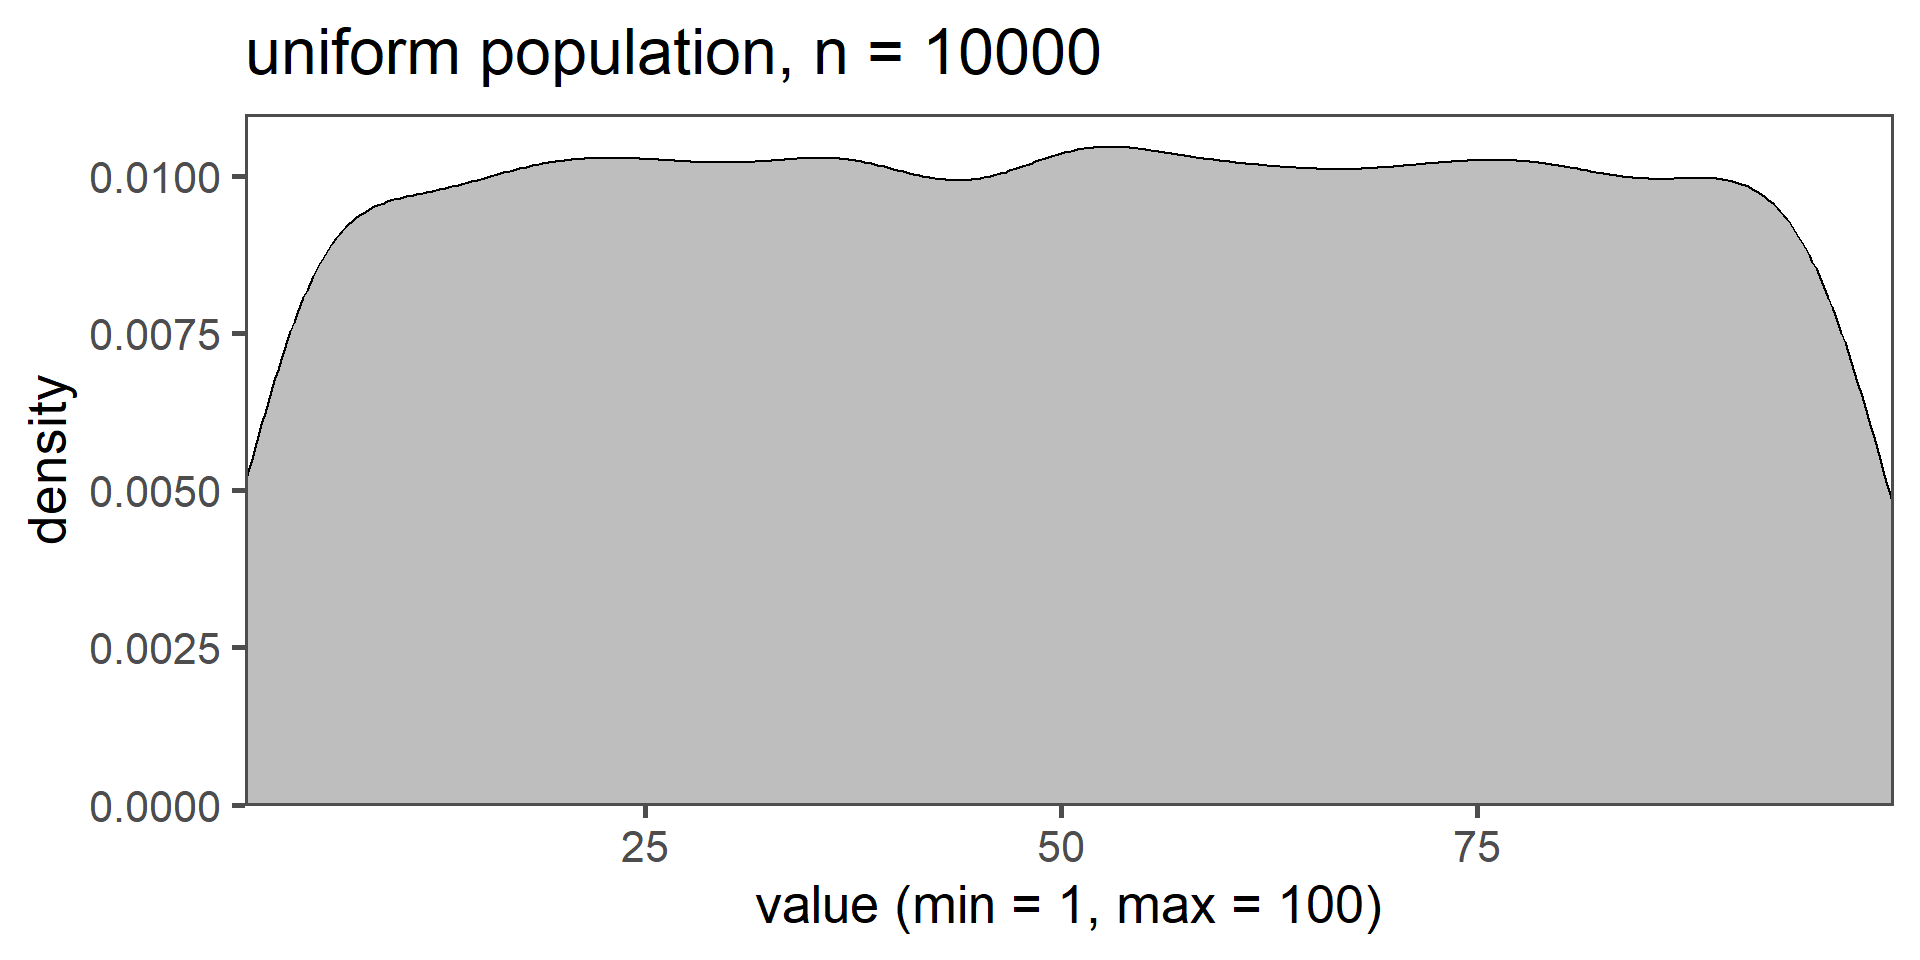 uniform population, n = 10000
0.0100
0.0075
0.0050
0.0025
0.0000
density
25 50 75
value (min = 1, max = 100)